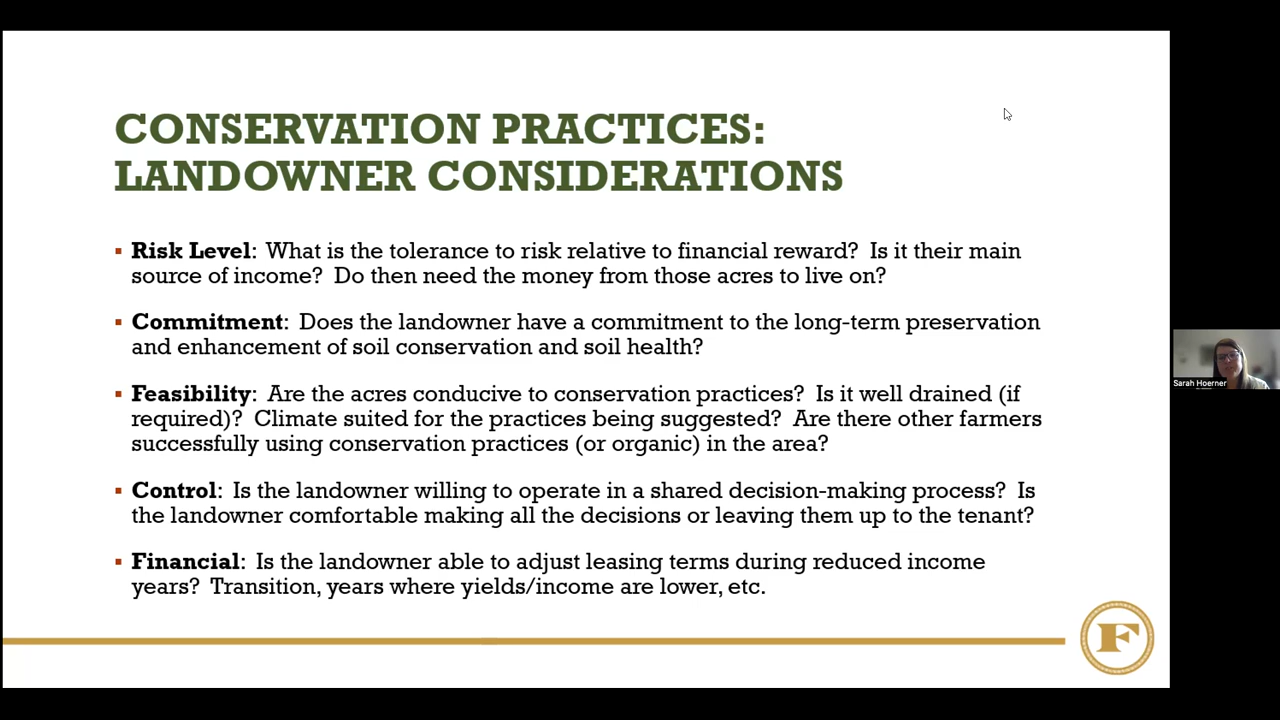 CONSERVATION PRACTICES:
LANDOWNER CONSIDERATIONS
▪ Risk Level: What is the tolerance to risk relative to financial reward? Is it their main
source of income? Do then need the money from those acres to live on?
▪ Commitment: Does the landowner have a commitment to the long-term preservation
and enhancement of soil conservation and soil health?
▪ Feasibility: Are the acres conducive to conservation practices? Is it well drained (if
required)? Climate suited for the practices being suggested? Are there other farmers
successfully using conservation practices (or organic) in the area?
▪ Control: Is the landowner willing to operate in a shared decision-making process? Is
the landowner comfortable making all the decisions or leaving them up to the tenant?
▪ Financial: Is the landowner able to adjust leasing terms during reduced income
years? Transition, years where yields/income are lower, etc.
F
Sarah Hoerner